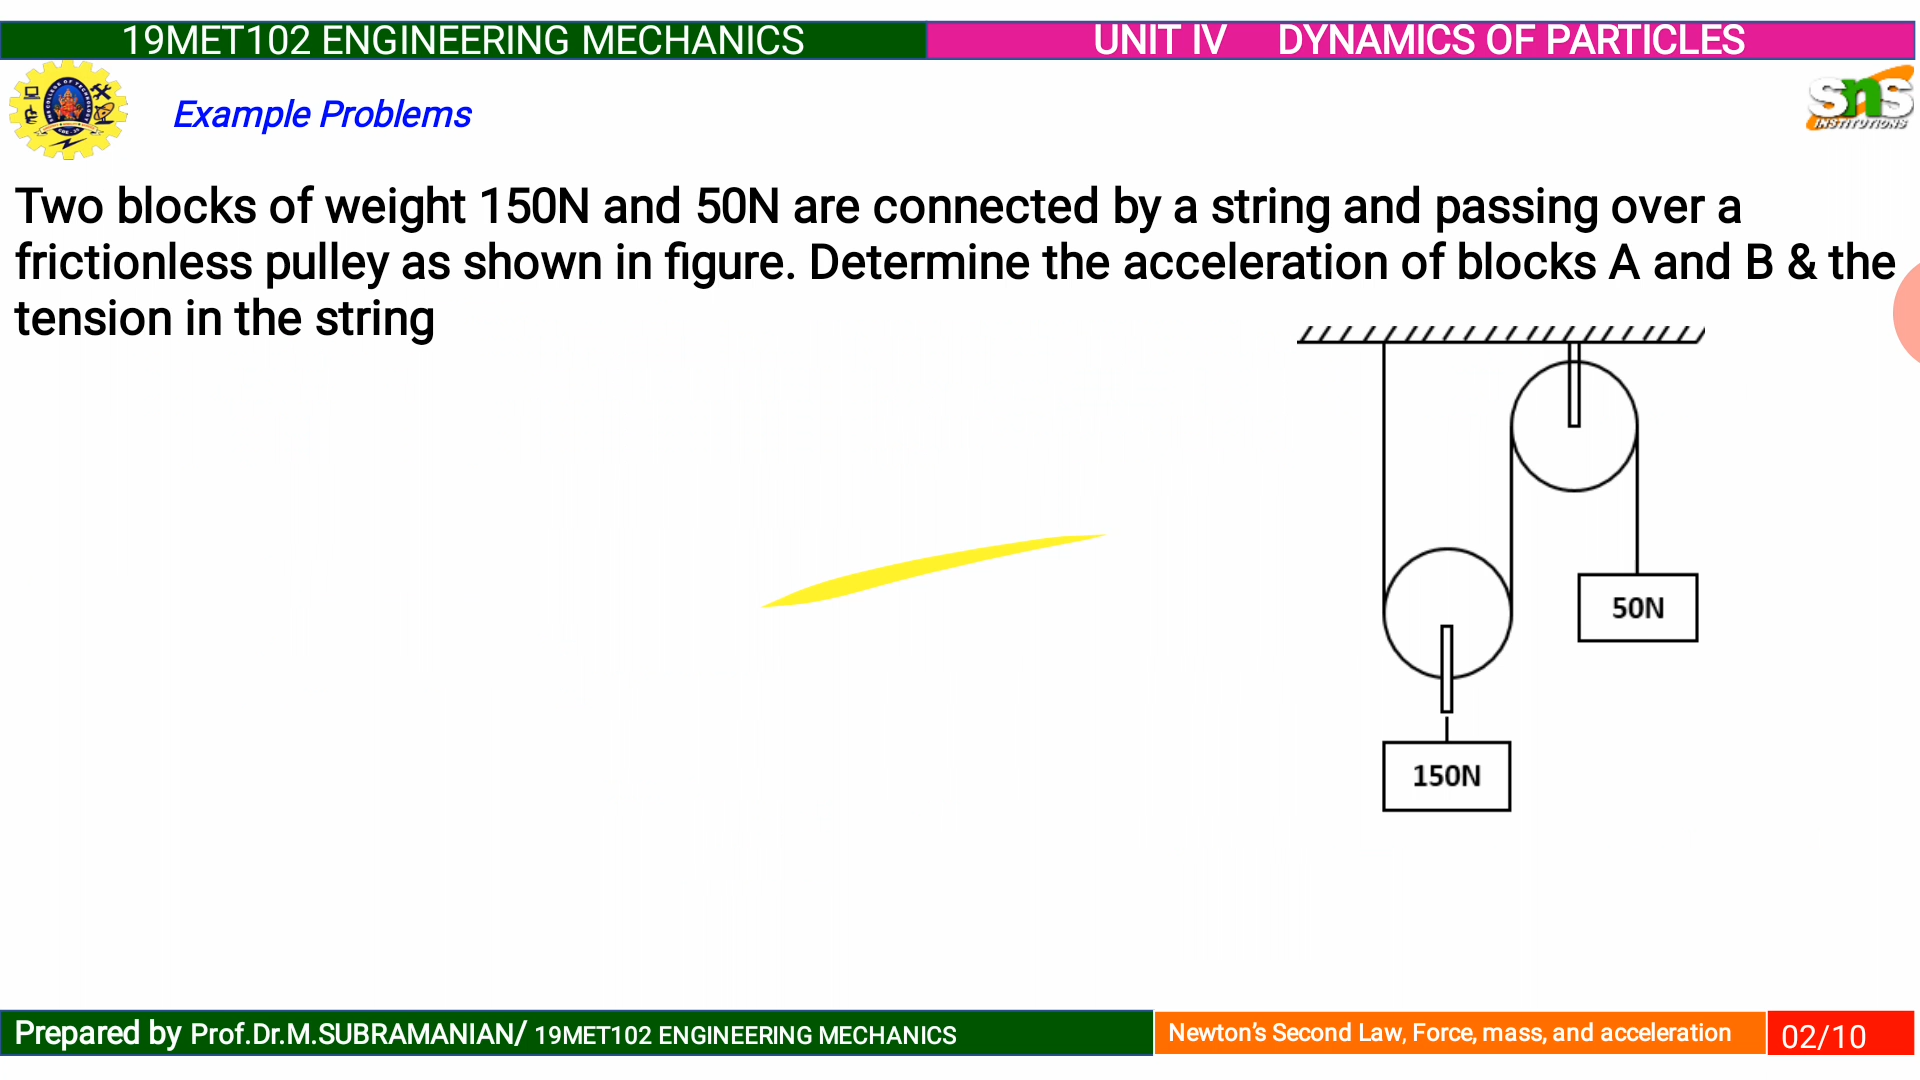 19MET102 ENGINEERING MECHANICS
UNIT IV DYNAMICS OF PARTICLES
Example Problems
sns
INSTITUTIONS
Two blocks of weight 150N and 50N are connected by a string and passing over a
frictionless pulley as shown in figure. Determine the acceleration of blocks A and B & the
tension in the string
50N
150N
Prepared by Prof.Dr.M.SUBRAMANIAN/ 19MET102 ENGINEERING MECHANICS
Newton’s Second Law, Force, mass, and acceleration
02/10